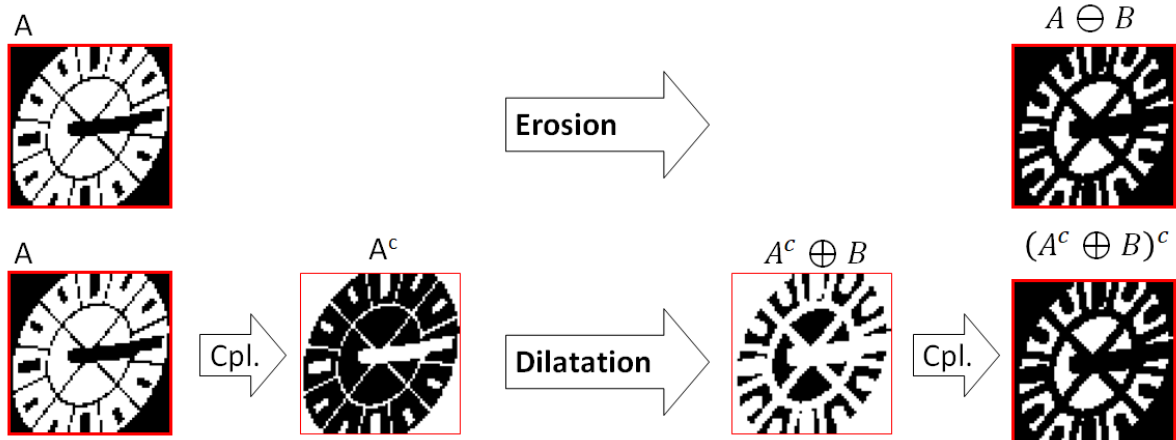 A
Erosion
A ⊖ B
A
Cpl.
Aᶜ
Dilatation
Aᶜ ⊕ B
Cpl.
(Aᶜ ⊕ B)ᶜ